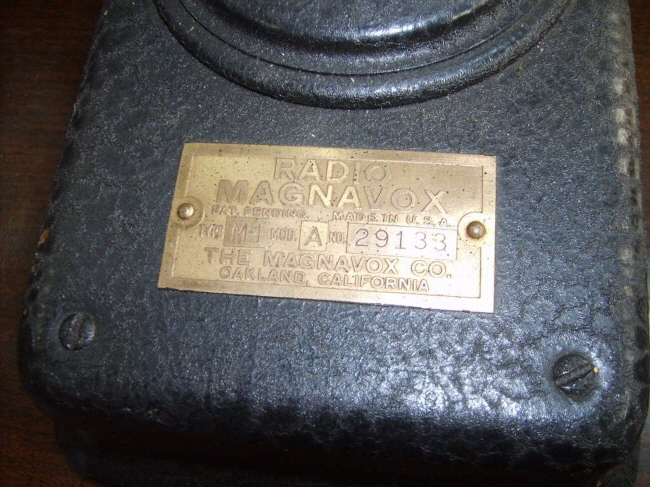 RADIO
MAGNAVOX
PAT. PENDING. MADE IN U.S.A.
TYPE M-1 MOD. A NO. 29133
THE MAGNAVOX CO.
OAKLAND, CALIFORNIA